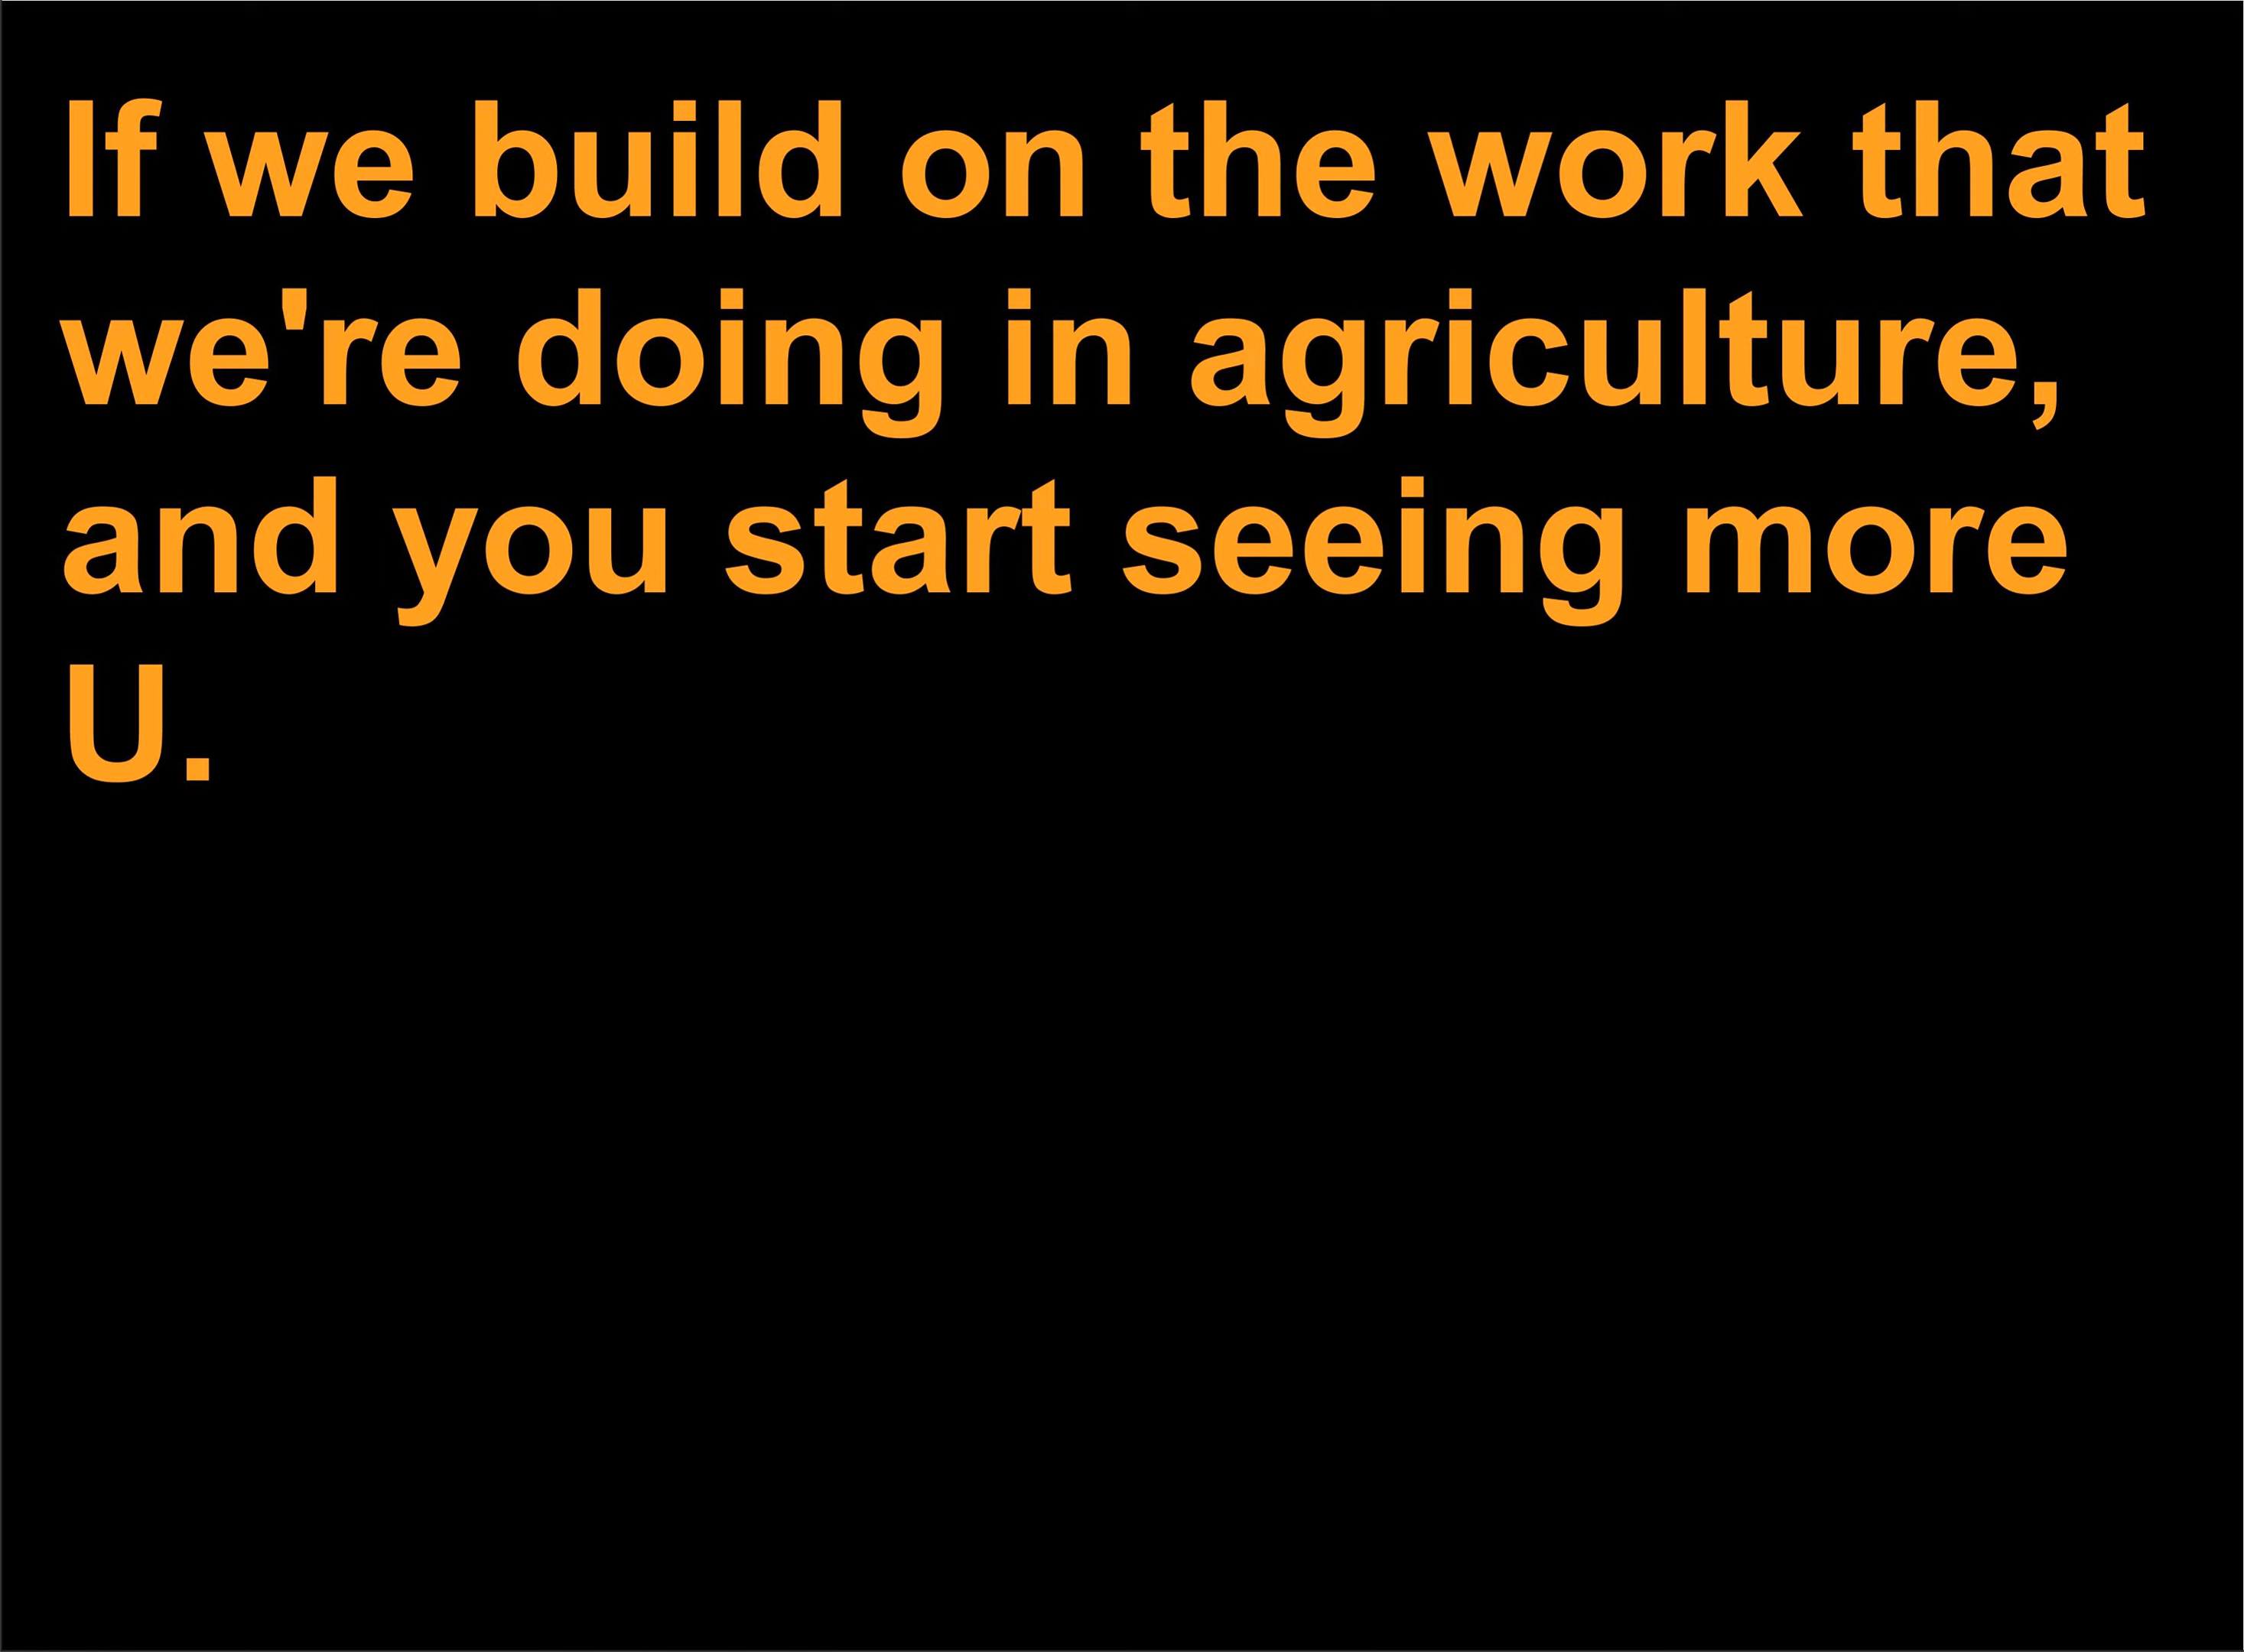 If we build on the work that
we're doing in agriculture,
and you start seeing more
U.